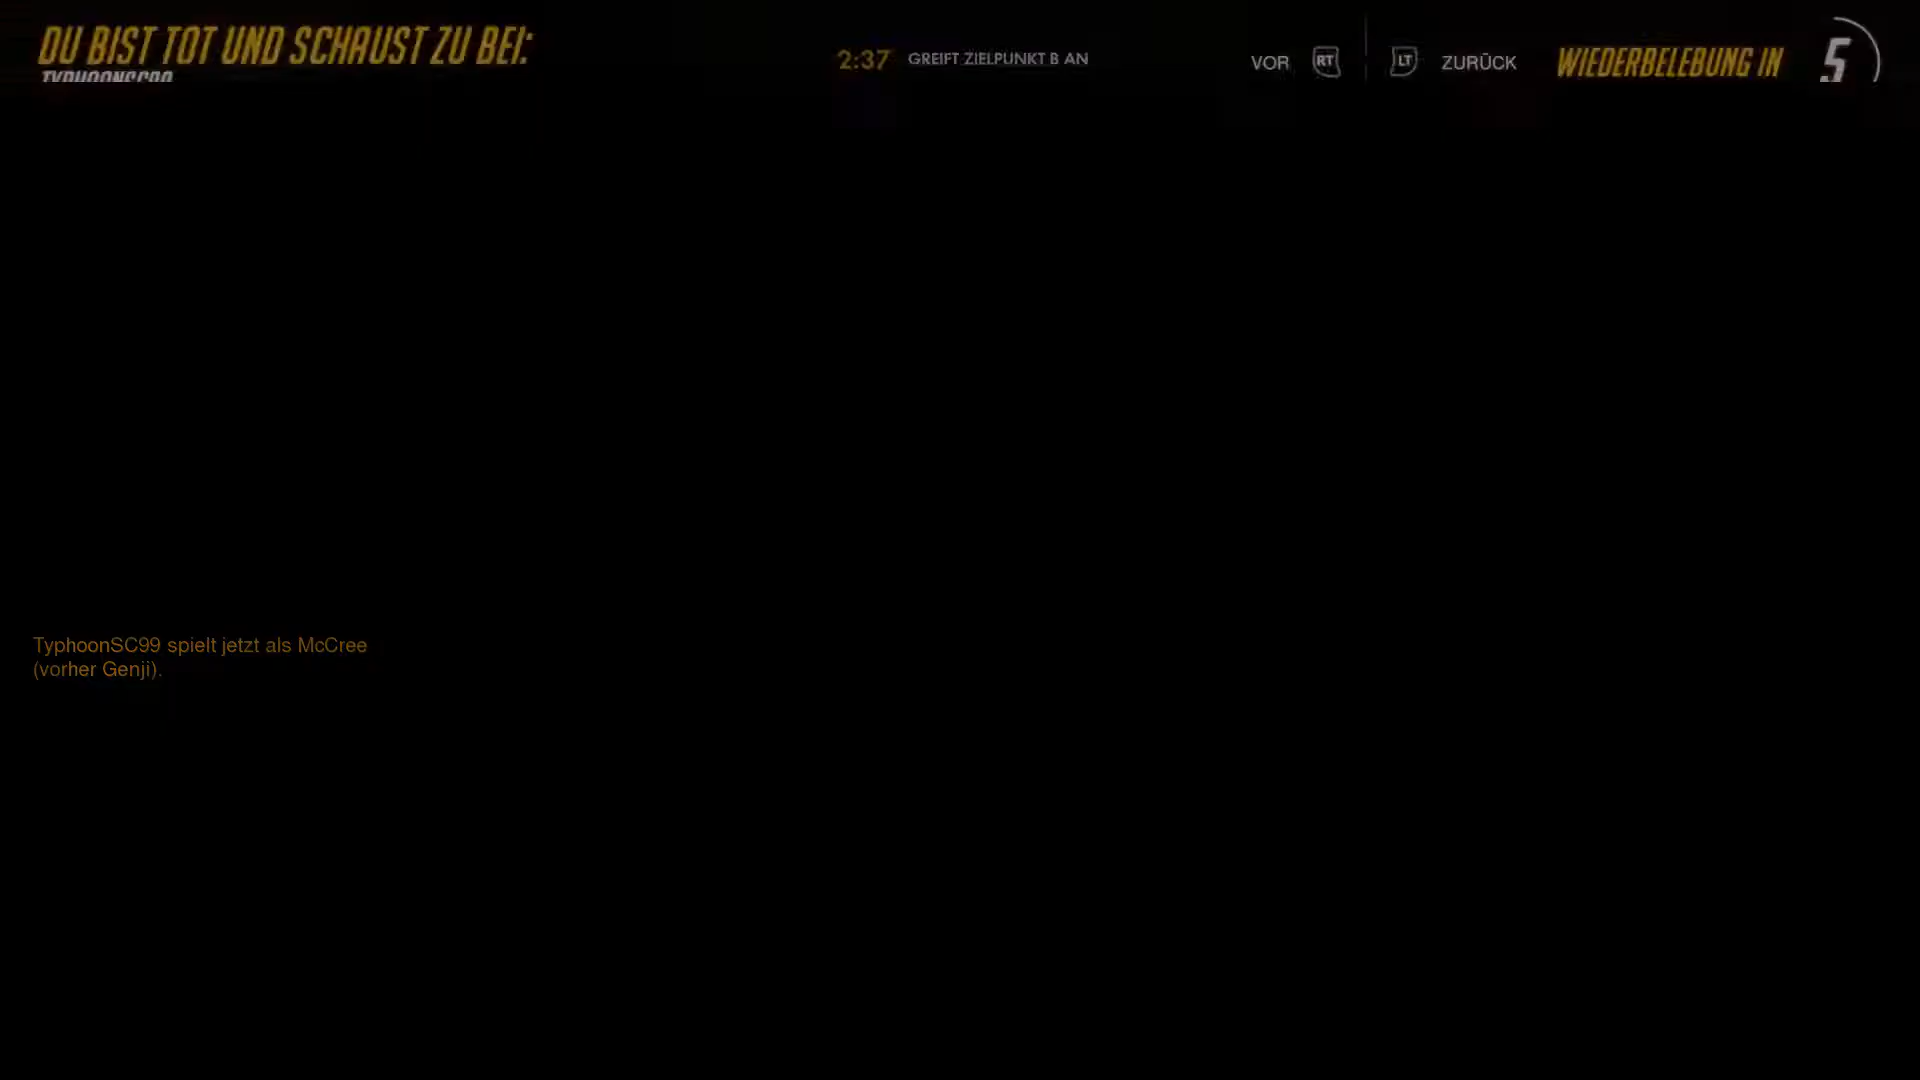 DU BIST TOT UND SCHAUST ZU BEI:
TYPHOONSC99
2:37 GREIFT ZIELPUNKT B AN
VOR RT LT ZURÜCK
WIEDERBELEBUNG IN 5
TyphoonSC99 spielt jetzt als McCree
(vorher Genji).